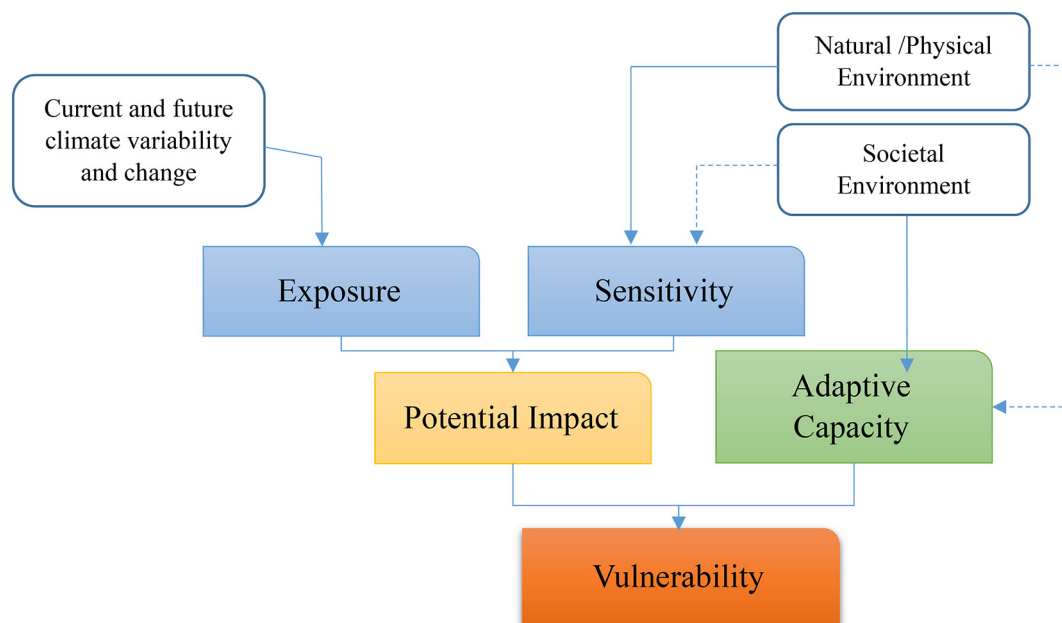 Natural /Physical
Environment
Current and future
climate variability
and change
Societal
Environment
Exposure
Sensitivity
Potential Impact
Adaptive
Capacity
Vulnerability